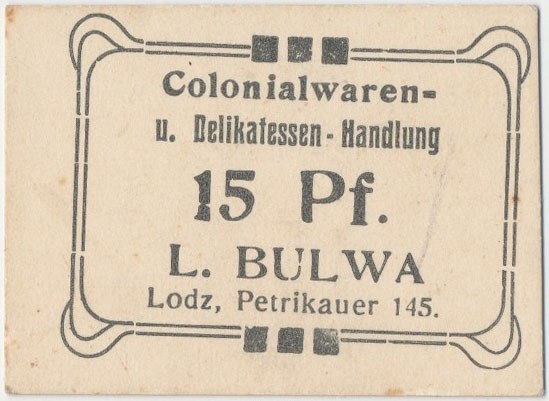 Colonialwaren=
u. Delikatessen - Handlung
15 Pf.
L. BULWA
Lodz, Petrikauer 145.